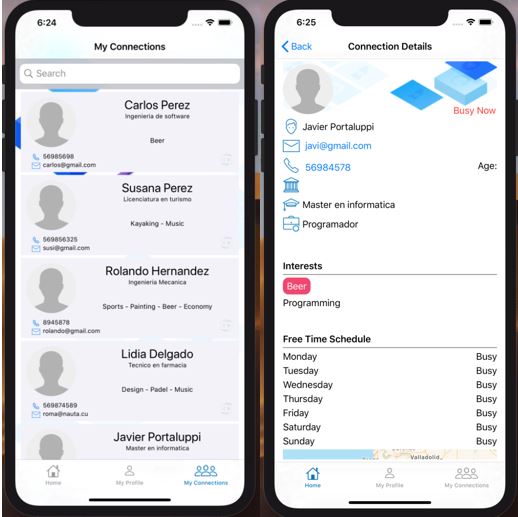 6:24
My Connections
Search
Carlos Perez
Ingenieria de software
Beer
56985698
carlos@gmail.com
Susana Perez
Licenciatura en turismo
Kayaking - Music
569856325
susi@gmail.com
Rolando Hernandez
Ingenieria Mecanica
Sports - Painting - Beer - Economy
8945878
rolando@gmail.com
Lidia Delgado
Tecnico en farmacia
Design - Padel - Music
569874589
roma@nauta.cu
Javier Portaluppi
Master en informatica
Home
My Profile
My Connections
6:25
Back
Connection Details
Busy Now
Javier Portaluppi
javi@gmail.com
56984578
Age:
Master en informatica
Programador
Interests
Beer
Programming
Free Time Schedule
Monday Busy
Tuesday Busy
Wednesday Busy
Thursday Busy
Friday Busy
Saturday Busy
Sunday Busy
Valladolid
Home
My Profile
My Connections